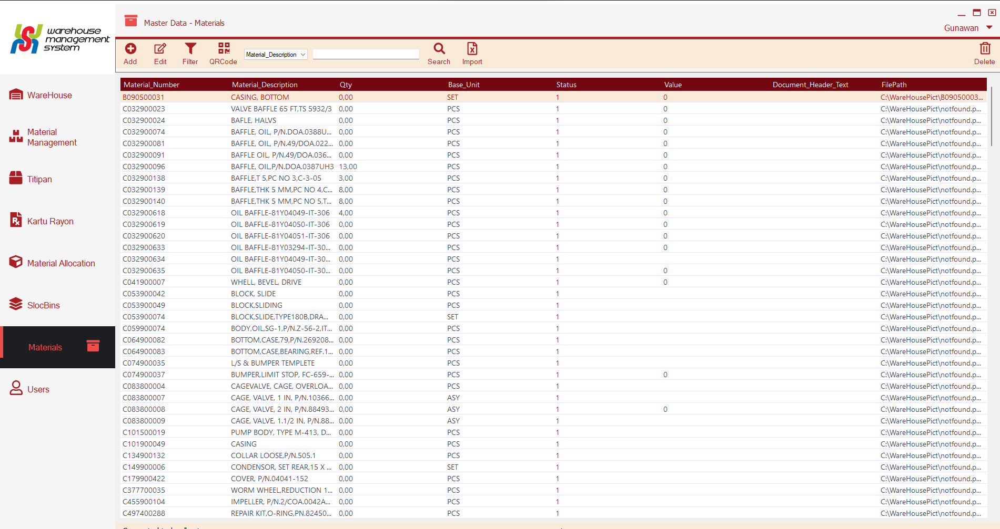 warehouse
management
system
Master Data - Materials
Gunawan
Add Edit Filter QRCode Material_Description Search Import Delete
WareHouse
Material
Management
Titipan
Kartu Rayon
Material Allocation
SlocBins
Materials
Users
Material_Number Material_Description Qty Base_Unit Status Value Document_Header_Text FilePath
B090500031 CASING, BOTTOM 0,00 SET 1 0 C:\WareHousePict\B09050003...
C032900023 VALVE BAFFLE 65 FT,TS 5932/3 0,00 PCS 1 0 C:\WareHousePict\notfound.p...
C032900024 BAFLE, HALVS 0,00 PCS 1 0 C:\WareHousePict\notfound.p...
C032900074 BAFFLE, OIL, P/N.DOA.0388U... 0,00 PCS 1 0 C:\WareHousePict\notfound.p...
C032900081 BAFFLE, OIL, P/N.49/DOA.022... 0,00 PCS 1 0 C:\WareHousePict\notfound.p...
C032900091 BAFFLE OIL, P/N.49/DOA.036... 0,00 PCS 1 0 C:\WareHousePict\notfound.p...
C032900096 BAFFLE, OIL,P/N.DOA.0387UH3 13,00 PCS 1 0 C:\WareHousePict\notfound.p...
C032900138 BAFFLE,T 5,PC NO 3,C-3-05 3,00 PCS 1 0 C:\WareHousePict\notfound.p...
C032900139 BAFFLE,THK 5 MM,PC NO 4,C... 8,00 PCS 1 0 C:\WareHousePict\notfound.p...
C032900140 BAFFLE,THK 5 MM,PC NO 5,T... 8,00 PCS 1 0 C:\WareHousePict\notfound.p...
C032900618 OIL BAFFLE-81Y04049-IT-306 4,00 PCS 1 0 C:\WareHousePict\notfound.p...
C032900619 OIL BAFFLE-81Y04050-IT-306 0,00 PCS 1 0 C:\WareHousePict\notfound.p...
C032900620 OIL BAFFLE-81Y04051-IT-306 0,00 PCS 1 0 C:\WareHousePict\notfound.p...
C032900633 OIL BAFFLE-81Y03294-IT-30... 0,00 PCS 1 0 C:\WareHousePict\notfound.p...
C032900634 OIL BAFFLE-81Y04049-IT-30... 0,00 PCS 1 C:\WareHousePict\notfound.p...
C032900635 OIL BAFFLE-81Y04050-IT-30... 0,00 PCS 1 0 C:\WareHousePict\notfound.p...
C041900007 WHELL, BEVEL, DRIVE 0,00 PCS 1 0 C:\WareHousePict\notfound.p...
C053900042 BLOCK, SLIDE 0,00 PCS 1 C:\WareHousePict\notfound.p...
C053900049 BLOCK,SLIDING 0,00 PCS 1 C:\WareHousePict\notfound.p...
C053900074 BLOCK,SLIDE,TYPE180B,DRA... 0,00 SET 1 C:\WareHousePict\notfound.p...
C059900074 BODY,OIL,SG-1,P/N.Z-56-2,IT... 0,00 PCS 1 C:\WareHousePict\notfound.p...
C064900082 BOTTOM,CASE,79,P/N.269208... 0,00 PCS 1 C:\WareHousePict\notfound.p...
C064900083 BOTTOM,CASE,BEARING,REF.1... 0,00 PCS 1 C:\WareHousePict\notfound.p...
C074900035 L/S & BUMPER TEMPLETE 0,00 PCS 1 C:\WareHousePict\notfound.p...
C074900037 BUMPER,LIMIT STOP, FC-659-... 0,00 PCS 1 0 C:\WareHousePict\notfound.p...
C083800004 CAGEVALVE, CAGE, OVERLOA... 0,00 PCS 1 C:\WareHousePict\notfound.p...
C083800007 CAGE, VALVE, 1 IN, P/N.10366... 0,00 ASY 1 C:\WareHousePict\notfound.p...
C083800008 CAGE, VALVE, 2 IN, P/N.88493... 0,00 ASY 1 0 C:\WareHousePict\notfound.p...
C083800009 CAGE, VALVE, 1.1/2 IN, P/N.88... 0,00 ASY 1 C:\WareHousePict\notfound.p...
C101500019 PUMP BODY, TYPE M-413, D... 0,00 PCS 1 C:\WareHousePict\notfound.p...
C101900049 CASING 0,00 PCS 1 C:\WareHousePict\notfound.p...
C134900132 COLLAR LOOSE,P/N.505.1 0,00 PCS 1 C:\WareHousePict\notfound.p...
C149900006 CONDENSOR, SET REAR,15 X ... 0,00 SET 1 C:\WareHousePict\notfound.p...
C179900422 COVER, P/N.04041-152 0,00 PCS 1 C:\WareHousePict\notfound.p...
C377700035 WORM WHEEL,REDUCTION 1... 0,00 PCS 1 C:\WareHousePict\notfound.p...
C455900104 IMPELLER, P/N.2/COA.0042A... 0,00 PCS 1 C:\WareHousePict\notfound.p...
C497400288 REPAIR KIT,O-RING,PN.82450... 0,00 PCS 1 C:\WareHousePict\notfound.p...